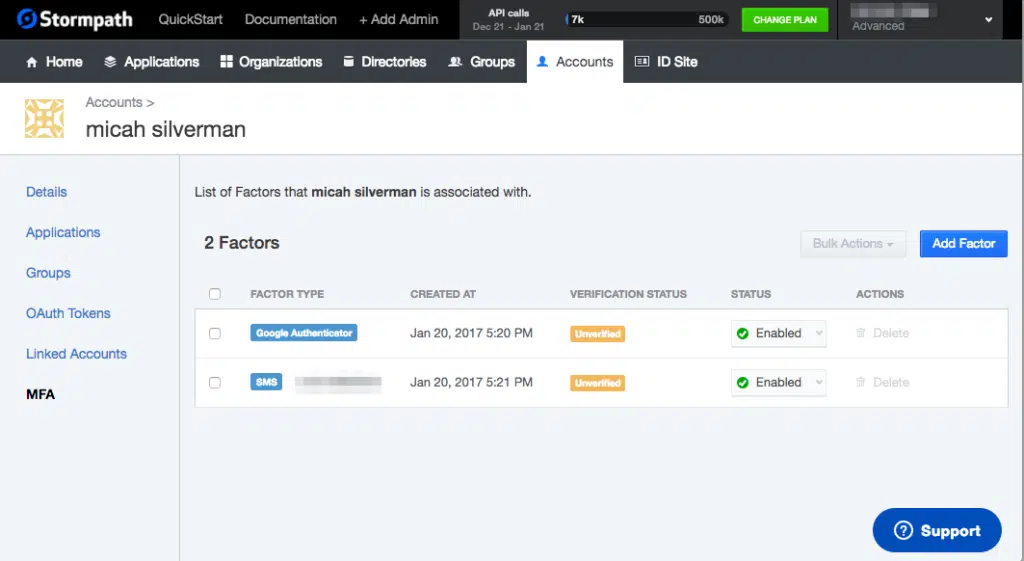 Stormpath QuickStart Documentation + Add Admin API calls Dec 21 - Jan 21 7k 500k CHANGE PLAN Advanced
Home Applications Organizations Directories Groups Accounts ID Site
Accounts >
micah silverman
Details
Applications
Groups
OAuth Tokens
Linked Accounts
MFA
List of Factors that micah silverman is associated with.
2 Factors Bulk Actions Add Factor
FACTOR TYPE CREATED AT VERIFICATION STATUS STATUS ACTIONS
Google Authenticator Jan 20, 2017 5:20 PM Unverified Enabled Delete
SMS Jan 20, 2017 5:21 PM Unverified Enabled Delete
Support